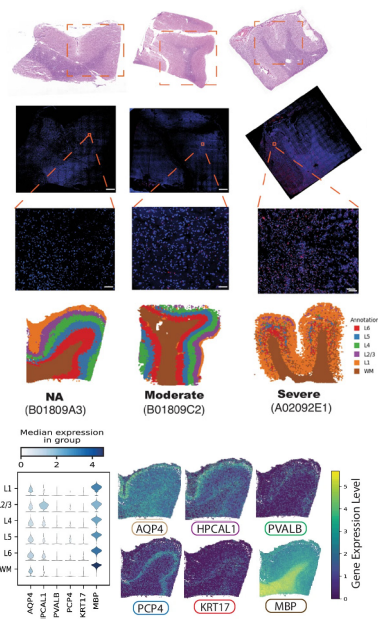 Annotation
L6
L5
L4
L2/3
L1
WM
NA
(B01809A3)
Moderate
(B01809C2)
Severe
(A02092E1)
Median expression
in group
0 2 4
L1
L2/3
L4
L5
L6
WM
AQP4
HPCAL1
PVALB
PCP4
KRT17
MBP
AQP4
HPCAL1
PVALB
PCP4
KRT17
MBP
5
4
3
2
1
0
Gene Expression Level